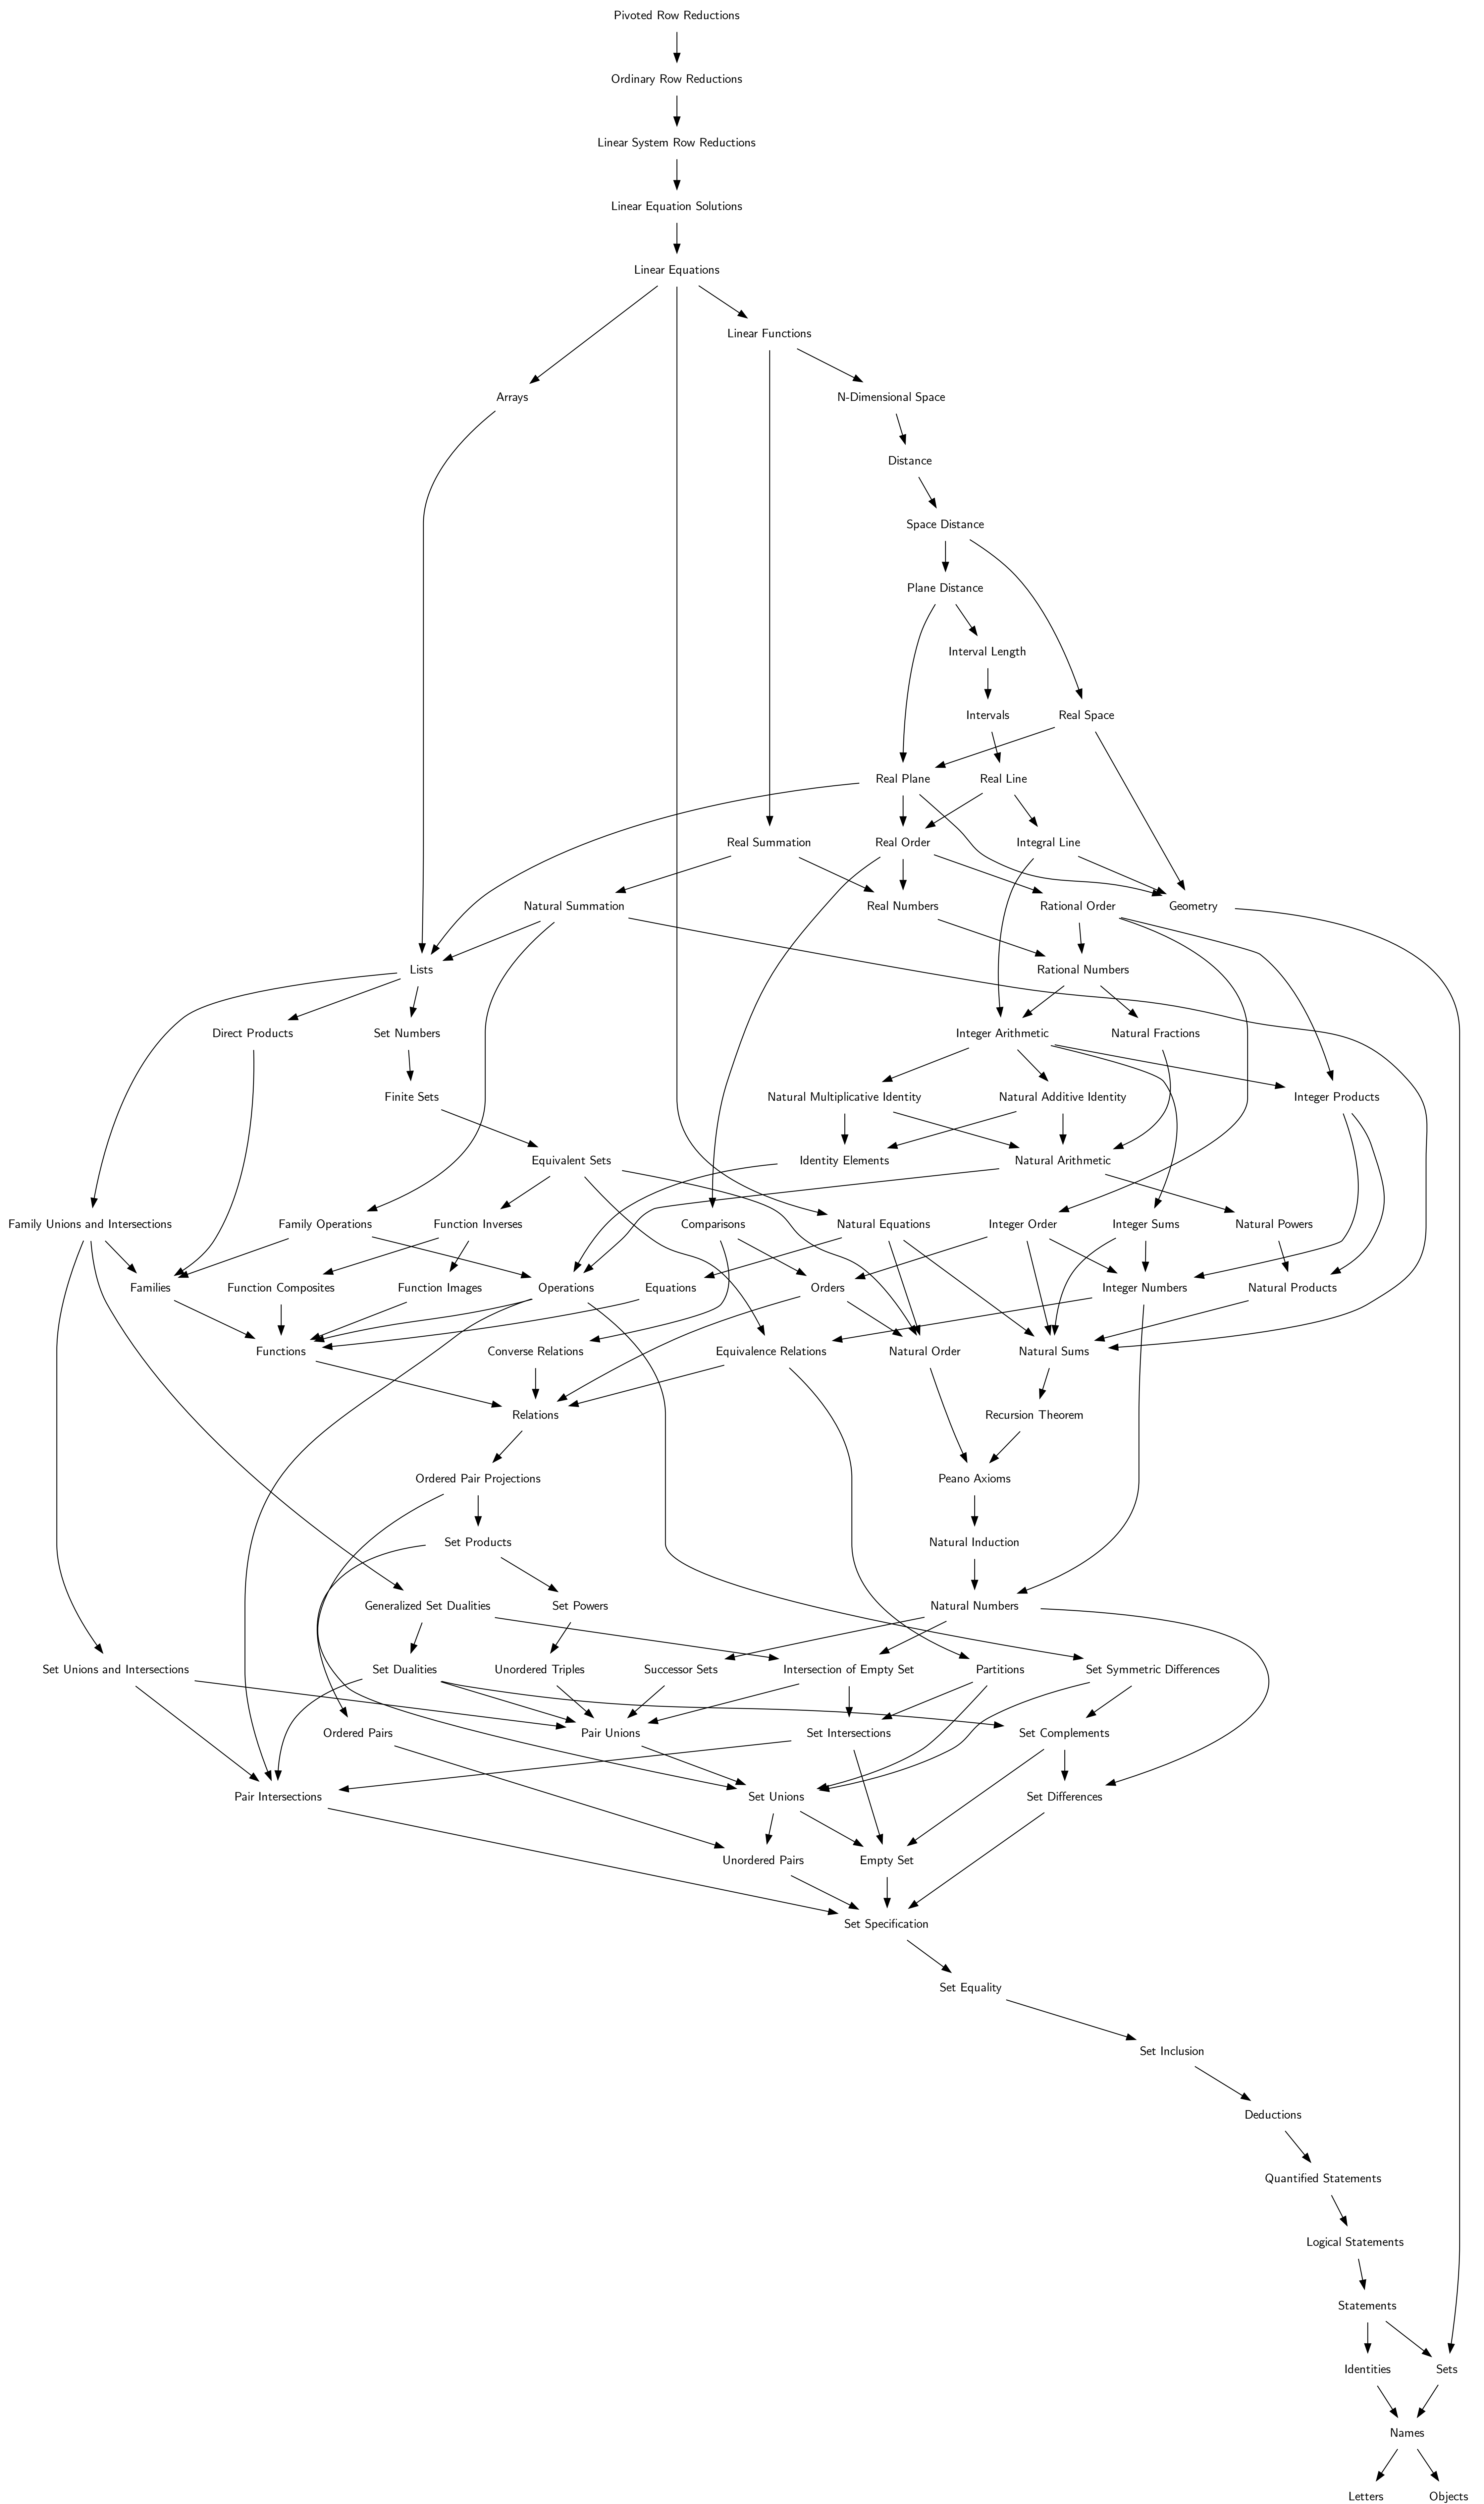 Pivoted Row Reductions
Ordinary Row Reductions
Linear System Row Reductions
Linear Equation Solutions
Linear Equations
Linear Functions
Arrays
N-Dimensional Space
Distance
Space Distance
Plane Distance
Interval Length
Intervals
Real Space
Real Plane
Real Line
Real Summation
Real Order
Integral Line
Natural Summation
Real Numbers
Rational Order
Geometry
Lists
Rational Numbers
Direct Products
Set Numbers
Integer Arithmetic
Natural Fractions
Finite Sets
Natural Multiplicative Identity
Natural Additive Identity
Integer Products
Equivalent Sets
Identity Elements
Natural Arithmetic
Family Unions and Intersections
Family Operations
Function Inverses
Comparisons
Natural Equations
Integer Order
Integer Sums
Natural Powers
Families
Function Composites
Function Images
Operations
Equations
Orders
Integer Numbers
Natural Products
Functions
Converse Relations
Equivalence Relations
Natural Order
Natural Sums
Relations
Recursion Theorem
Ordered Pair Projections
Peano Axioms
Set Products
Natural Induction
Generalized Set Dualities
Set Powers
Natural Numbers
Set Unions and Intersections
Set Dualities
Unordered Triples
Successor Sets
Intersection of Empty Set
Partitions
Set Symmetric Differences
Ordered Pairs
Pair Unions
Set Intersections
Set Complements
Pair Intersections
Set Unions
Set Differences
Unordered Pairs
Empty Set
Set Specification
Set Equality
Set Inclusion
Deductions
Quantified Statements
Logical Statements
Statements
Identities
Sets
Names
Letters
Objects